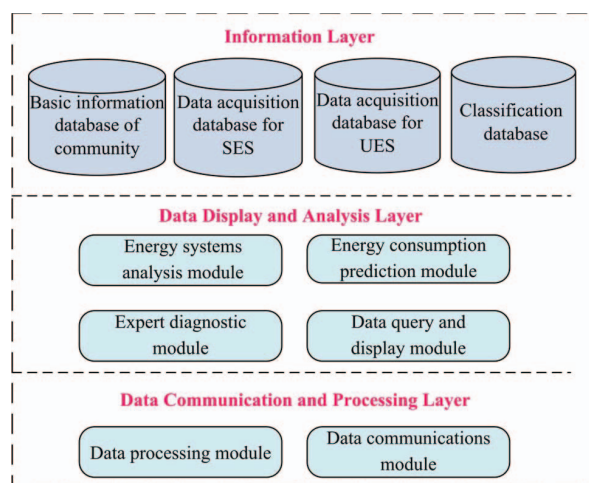 Information Layer
Basic information
database of
community
Data acquisition
database for
SES
Data acquisition
database for
UES
Classification
database
Data Display and Analysis Layer
Energy systems
analysis module
Energy consumption
prediction module
Expert diagnostic
module
Data query and
display module
Data Communication and Processing Layer
Data processing module
Data communications
module